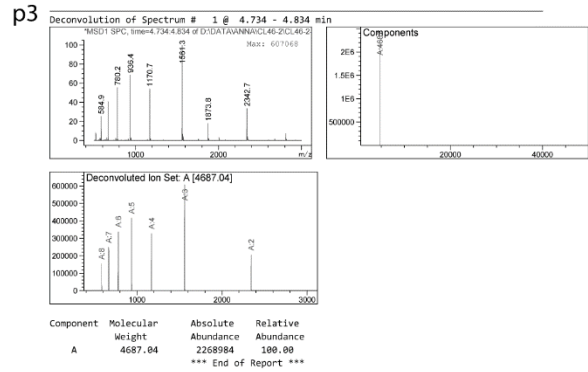 p3
Deconvolution of Spectrum # 1 @ 4.734 - 4.834 min
*MSD1 SPC, time=4.734:4.834 of D:\DATA\ANNA\CL46-2\CL46-2-
Max: 607068
100
80
60
40
20
0
584.9
780.2
936.4
1170.7
1561.3
1873.8
2342.7
1000
2000
m/z
Components
2E6
1.5E6
1E6
500000
20000
40000
Deconvoluted Ion Set: A [4687.04]
600000
500000
400000
300000
200000
100000
0
A:8
A:7
A:6
A:5
A:4
A:3
A:2
1000
2000
3000
Component Molecular Absolute Relative
Weight Abundance Abundance
A 4687.04 2268984 100.00
*** End of Report ***